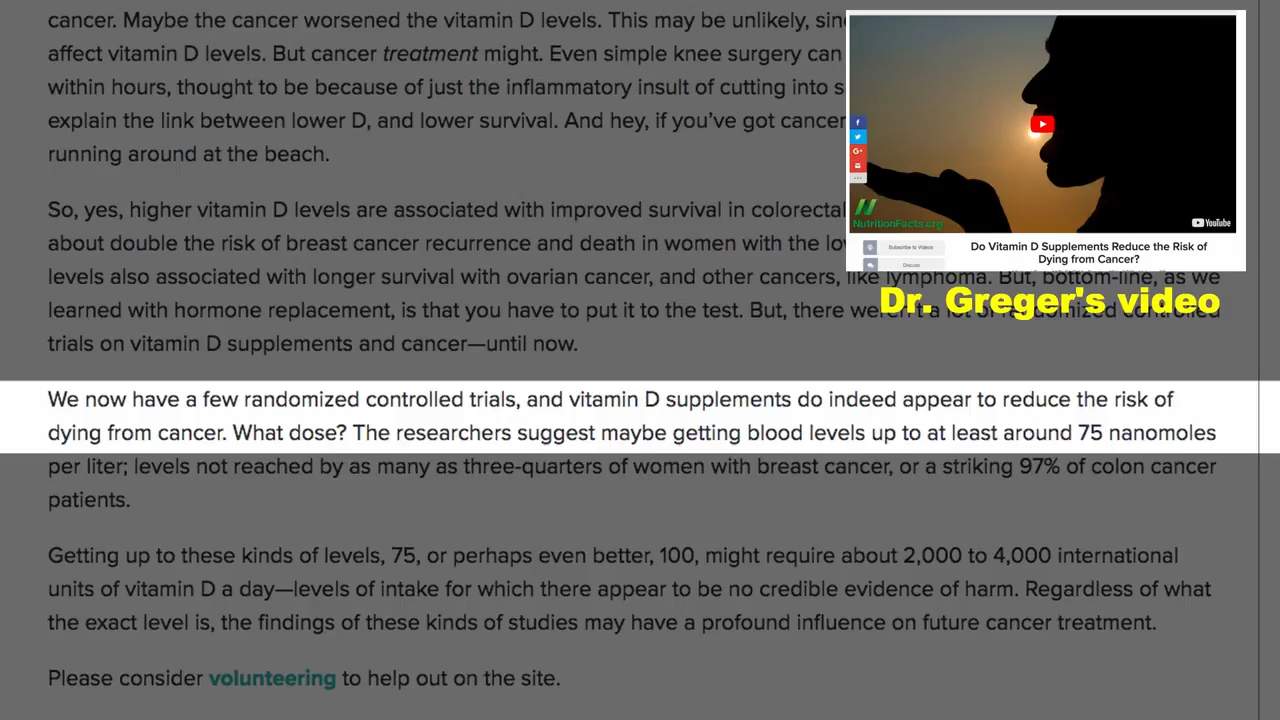 cancer. Maybe the cancer worsened the vitamin D levels. This may be unlikely, sinc
affect vitamin D levels. But cancer treatment might. Even simple knee surgery can
within hours, thought to be because of just the inflammatory insult of cutting into s
explain the link between lower D, and lower survival. And hey, if you've got cancer
running around at the beach.
So, yes, higher vitamin D levels are associated with improved survival in colorectal
about double the risk of breast cancer recurrence and death in women with the lo
levels also associated with longer survival with ovarian cancer, and other cancers, like lymphoma. But, bottom-line, as we
learned with hormone replacement, is that you have to put it to the test. But, there weren't a lot of randomized controlled
trials on vitamin D supplements and cancer—until now.
We now have a few randomized controlled trials, and vitamin D supplements do indeed appear to reduce the risk of
dying from cancer. What dose? The researchers suggest maybe getting blood levels up to at least around 75 nanomoles
per liter; levels not reached by as many as three-quarters of women with breast cancer, or a striking 97% of colon cancer
patients.
Getting up to these kinds of levels, 75, or perhaps even better, 100, might require about 2,000 to 4,000 international
units of vitamin D a day—levels of intake for which there appear to be no credible evidence of harm. Regardless of what
the exact level is, the findings of these kinds of studies may have a profound influence on future cancer treatment.
Please consider volunteering to help out on the site.
NutritionFacts.org
YouTube
Subscribe to Videos
Discuss
Do Vitamin D Supplements Reduce the Risk of
Dying from Cancer?
Dr. Greger's video